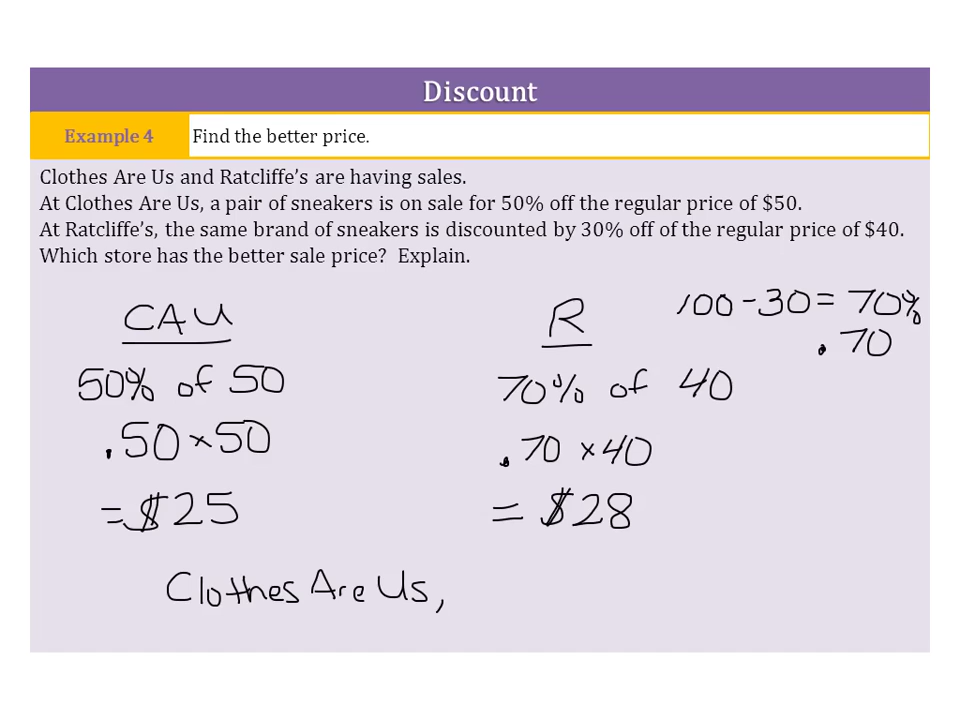 Discount
Example 4
Find the better price.
Clothes Are Us and Ratcliffe’s are having sales.
At Clothes Are Us, a pair of sneakers is on sale for 50% off the regular price of $50.
At Ratcliffe’s, the same brand of sneakers is discounted by 30% off of the regular price of $40.
Which store has the better sale price?  Explain.
CAU
50% of 50
.50 × 50
= $25
R
70% of 40
.70 × 40
= $28
100 - 30 = 70%
.70
Clothes Are Us,